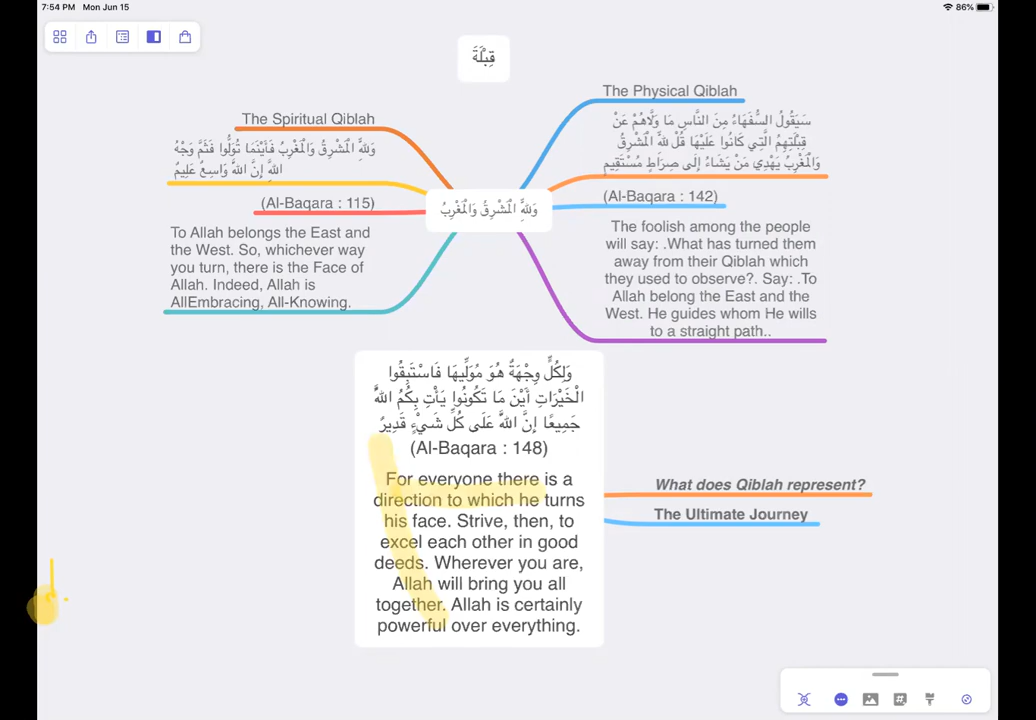 7:54 PM Mon Jun 15
86%
قِبْلَةً
The Spiritual Qiblah
وَلِلَّهِ الْمَشْرِقُ وَالْمَغْرِبُ فَأَيْنَمَا تُوَلُّوا فَثَمَّ وَجْهُ
اللَّهِ إِنَّ اللَّهَ وَاسِعٌ عَلِيمٌ
(Al-Baqara : 115)
To Allah belongs the East and
the West. So, whichever way
you turn, there is the Face of
Allah. Indeed, Allah is
AllEmbracing, All-Knowing.
وَلِلَّهِ الْمَشْرِقُ وَالْمَغْرِبُ
The Physical Qiblah
سَيَقُولُ السُّفَهَاءُ مِنَ النَّاسِ مَا وَلَّاهُمْ عَنْ
قِبْلَتِهِمُ الَّتِي كَانُوا عَلَيْهَا قُلْ لِلَّهِ الْمَشْرِقُ
وَالْمَغْرِبُ يَهْدِي مَنْ يَشَاءُ إِلَى صِرَاطٍ مُسْتَقِيمٍ
(Al-Baqara : 142)
The foolish among the people
will say: .What has turned them
away from their Qiblah which
they used to observe?. Say: .To
Allah belong the East and the
West. He guides whom He wills
to a straight path..
وَلِكُلٍّ وِجْهَةٌ هُوَ مُوَلِّيهَا فَاسْتَبِقُوا
الْخَيْرَاتِ أَيْنَ مَا تَكُونُوا يَأْتِ بِكُمُ اللَّهُ
جَمِيعًا إِنَّ اللَّهَ عَلَى كُلِّ شَيْءٍ قَدِيرٌ
(Al-Baqara : 148)
For everyone there is a
direction to which he turns
his face. Strive, then, to
excel each other in good
deeds. Wherever you are,
Allah will bring you all
together. Allah is certainly
powerful over everything.
What does Qiblah represent?
The Ultimate Journey